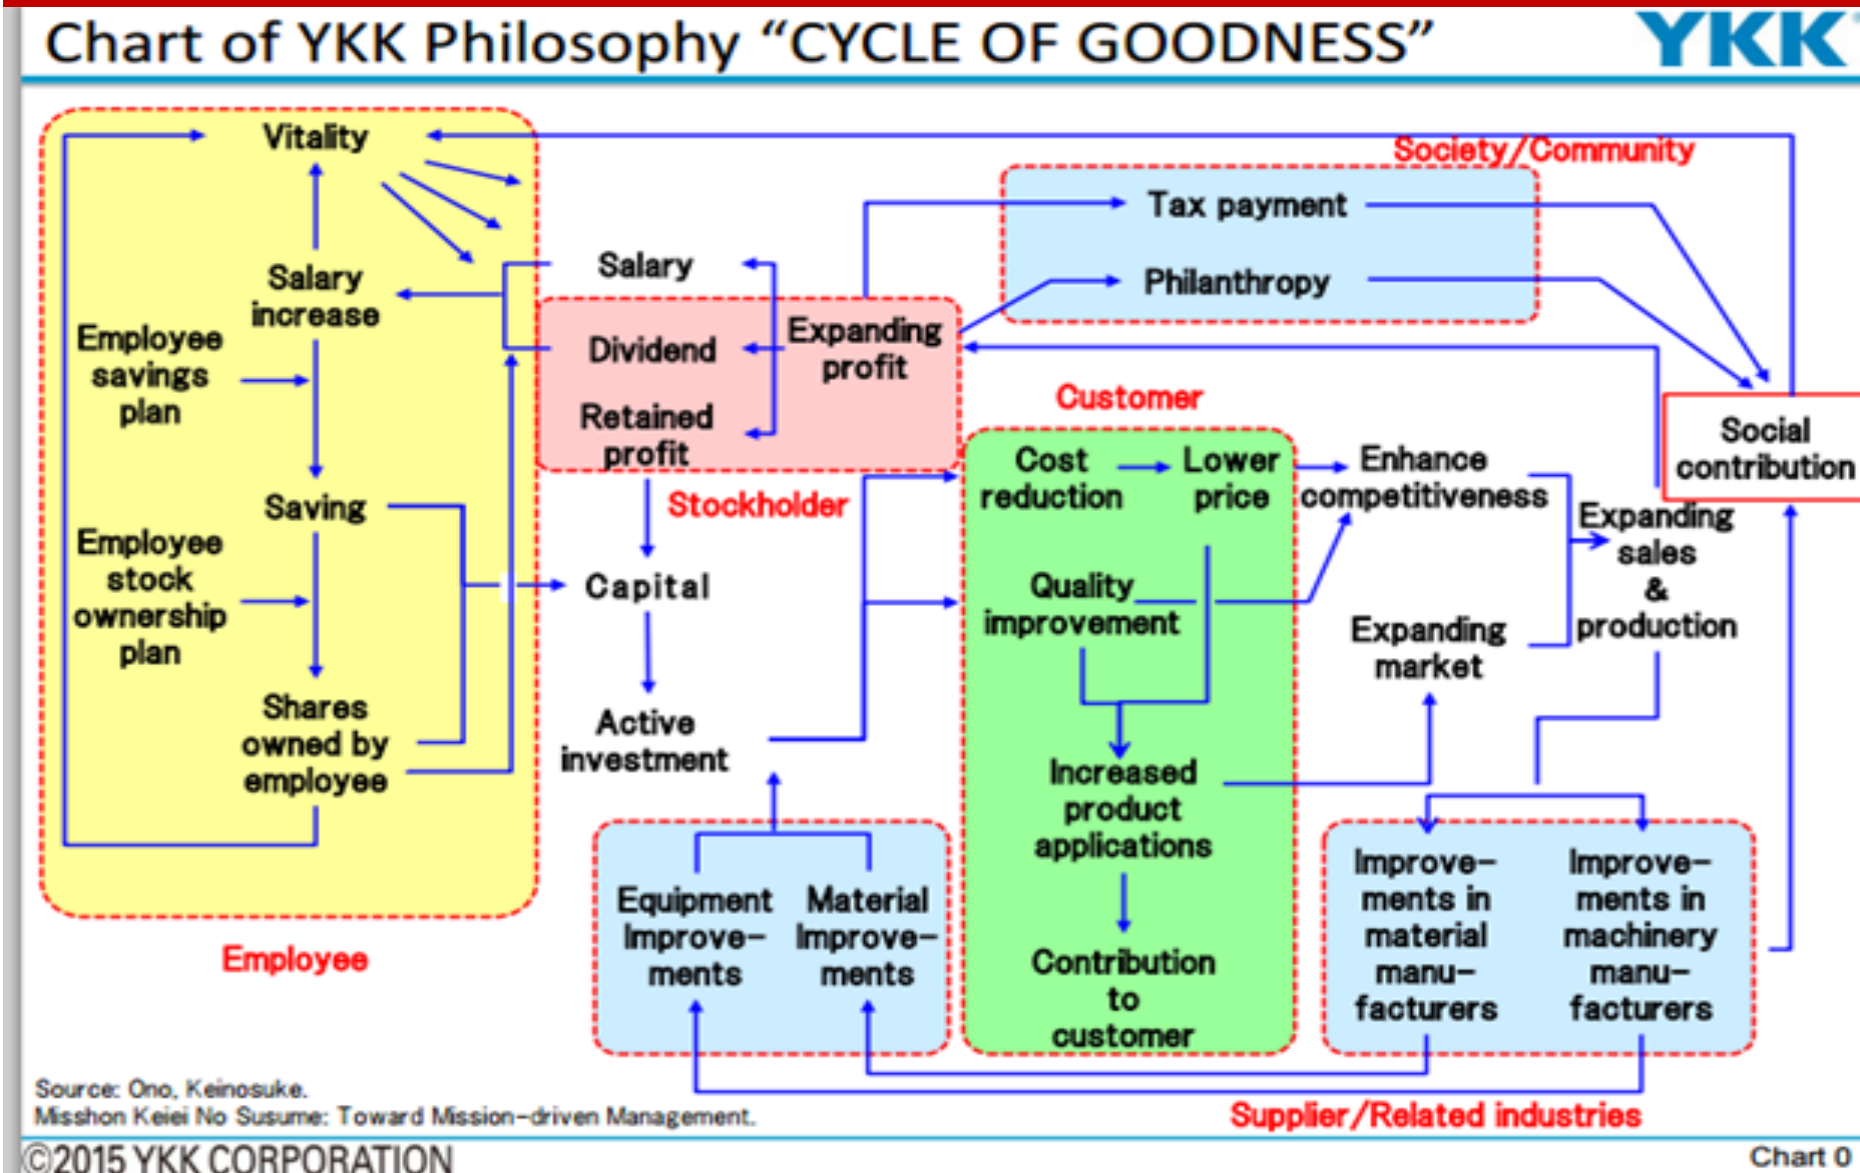 Chart of YKK Philosophy “CYCLE OF GOODNESS”
YKK
Vitality
Salary
increase
Employee
savings
plan
Saving
Employee
stock
ownership
plan
Shares
owned by
employee
Employee
Salary
Dividend
Retained
profit
Expanding
profit
Stockholder
Capital
Active
investment
Equipment
Improve-
ments
Material
Improve-
ments
Society/Community
Tax payment
Philanthropy
Customer
Cost
reduction
Lower
price
Quality
improvement
Increased
product
applications
Contribution
to
customer
Enhance
competitiveness
Expanding
market
Expanding
sales
&
production
Social
contribution
Improve-
ments in
material
manu-
facturers
Improve-
ments in
machinery
manu-
facturers
Supplier/Related industries
Source: Ono, Keinosuke.
Misshon Keiei No Susume: Toward Mission-driven Management.
©2015 YKK CORPORATION
Chart 0